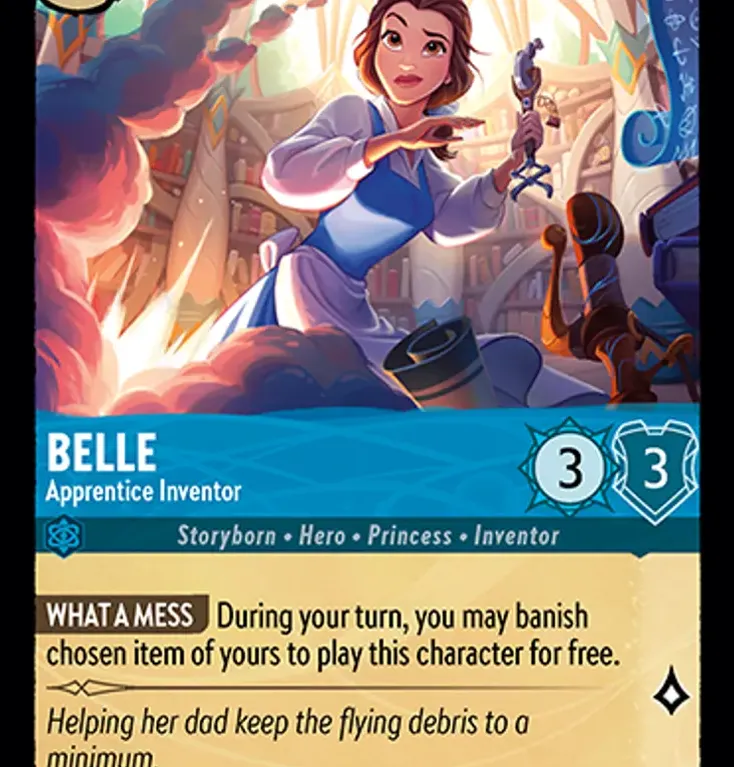 BELLE
Apprentice Inventor
3
3
Storyborn • Hero • Princess • Inventor
WHAT A MESS During your turn, you may banish
chosen item of yours to play this character for free.
Helping her dad keep the flying debris to a
minimum.